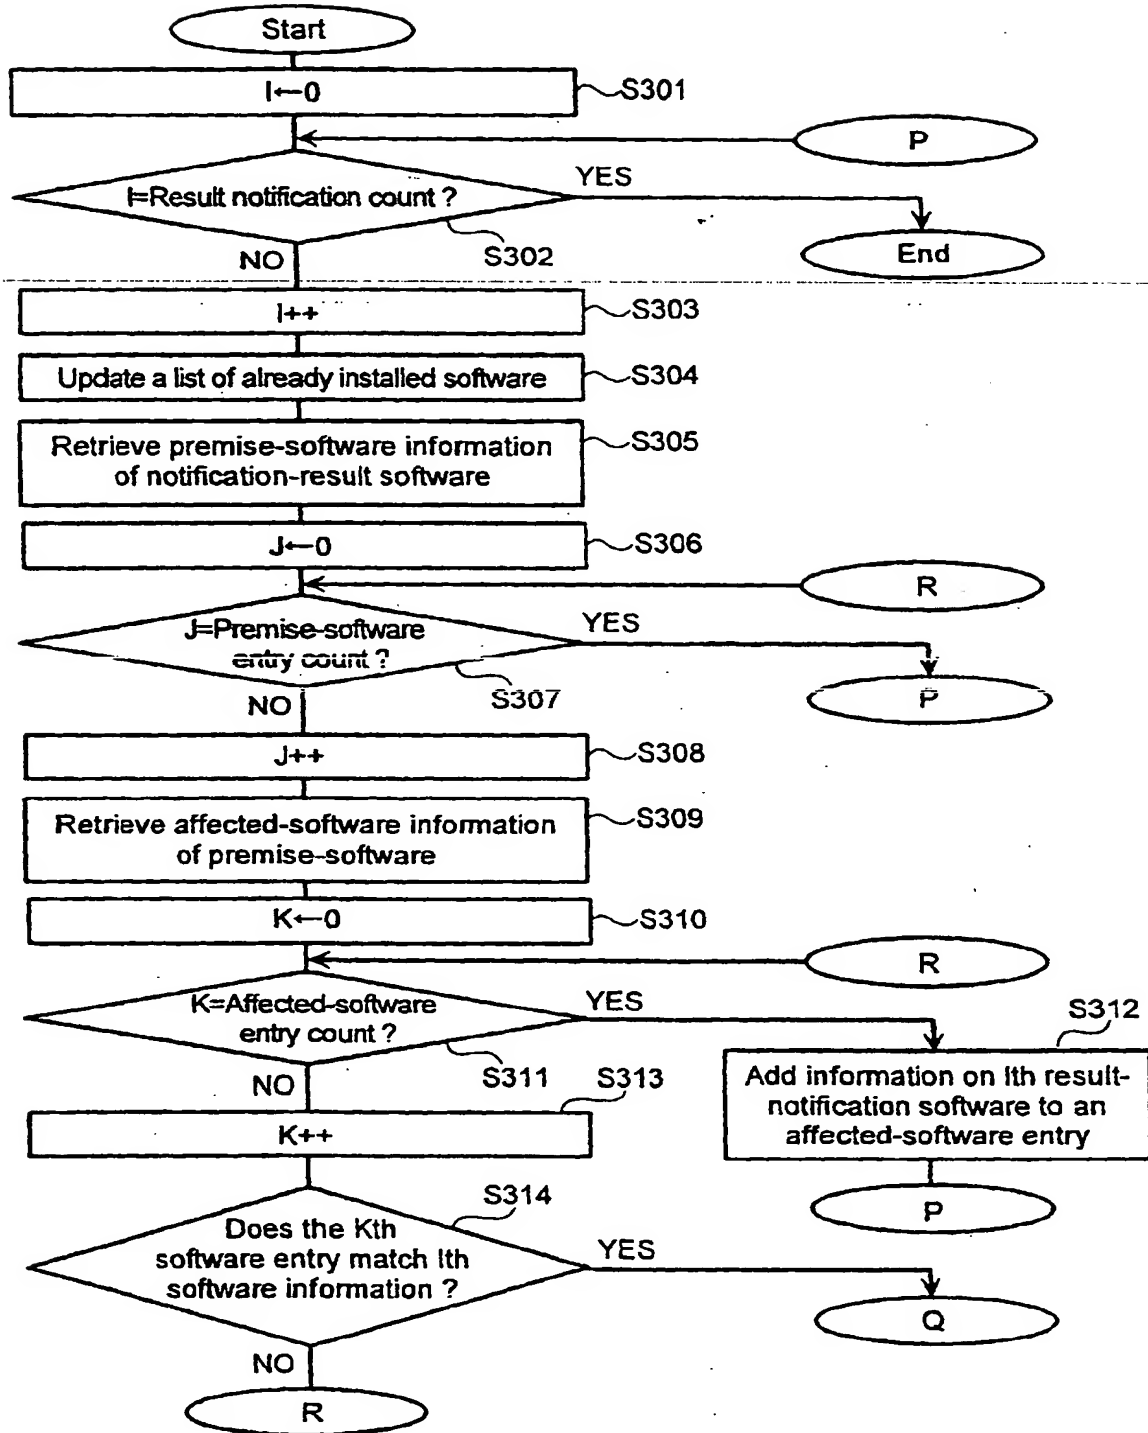 Start
I←0
S301
P
I=Result notification count ?
YES
S302
End
NO
I++
S303
Update a list of already installed software
S304
Retrieve premise-software information
of notification-result software
S305
J←0
S306
R
J=Premise-software
entry count ?
YES
S307
P
NO
J++
S308
Retrieve affected-software information
of premise-software
S309
K←0
S310
R
K=Affected-software
entry count ?
YES
S312
S311
NO
S313
Add information on Ith result-
notification software to an
affected-software entry
K++
P
S314
Does the Kth
software entry match Ith
software information ?
YES
Q
NO
R